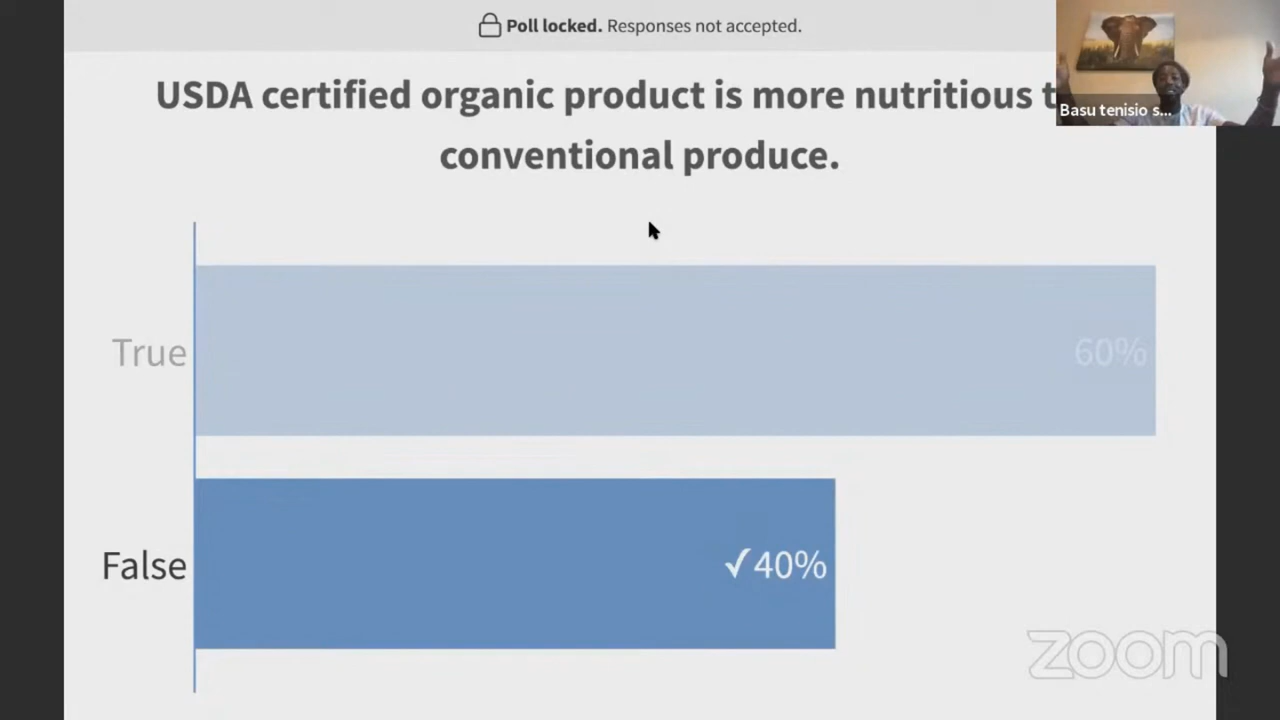 Poll locked. Responses not accepted.
USDA certified organic product is more nutritious
conventional produce.
True
60%
False
✓40%
Basu tenisio s...
zoom